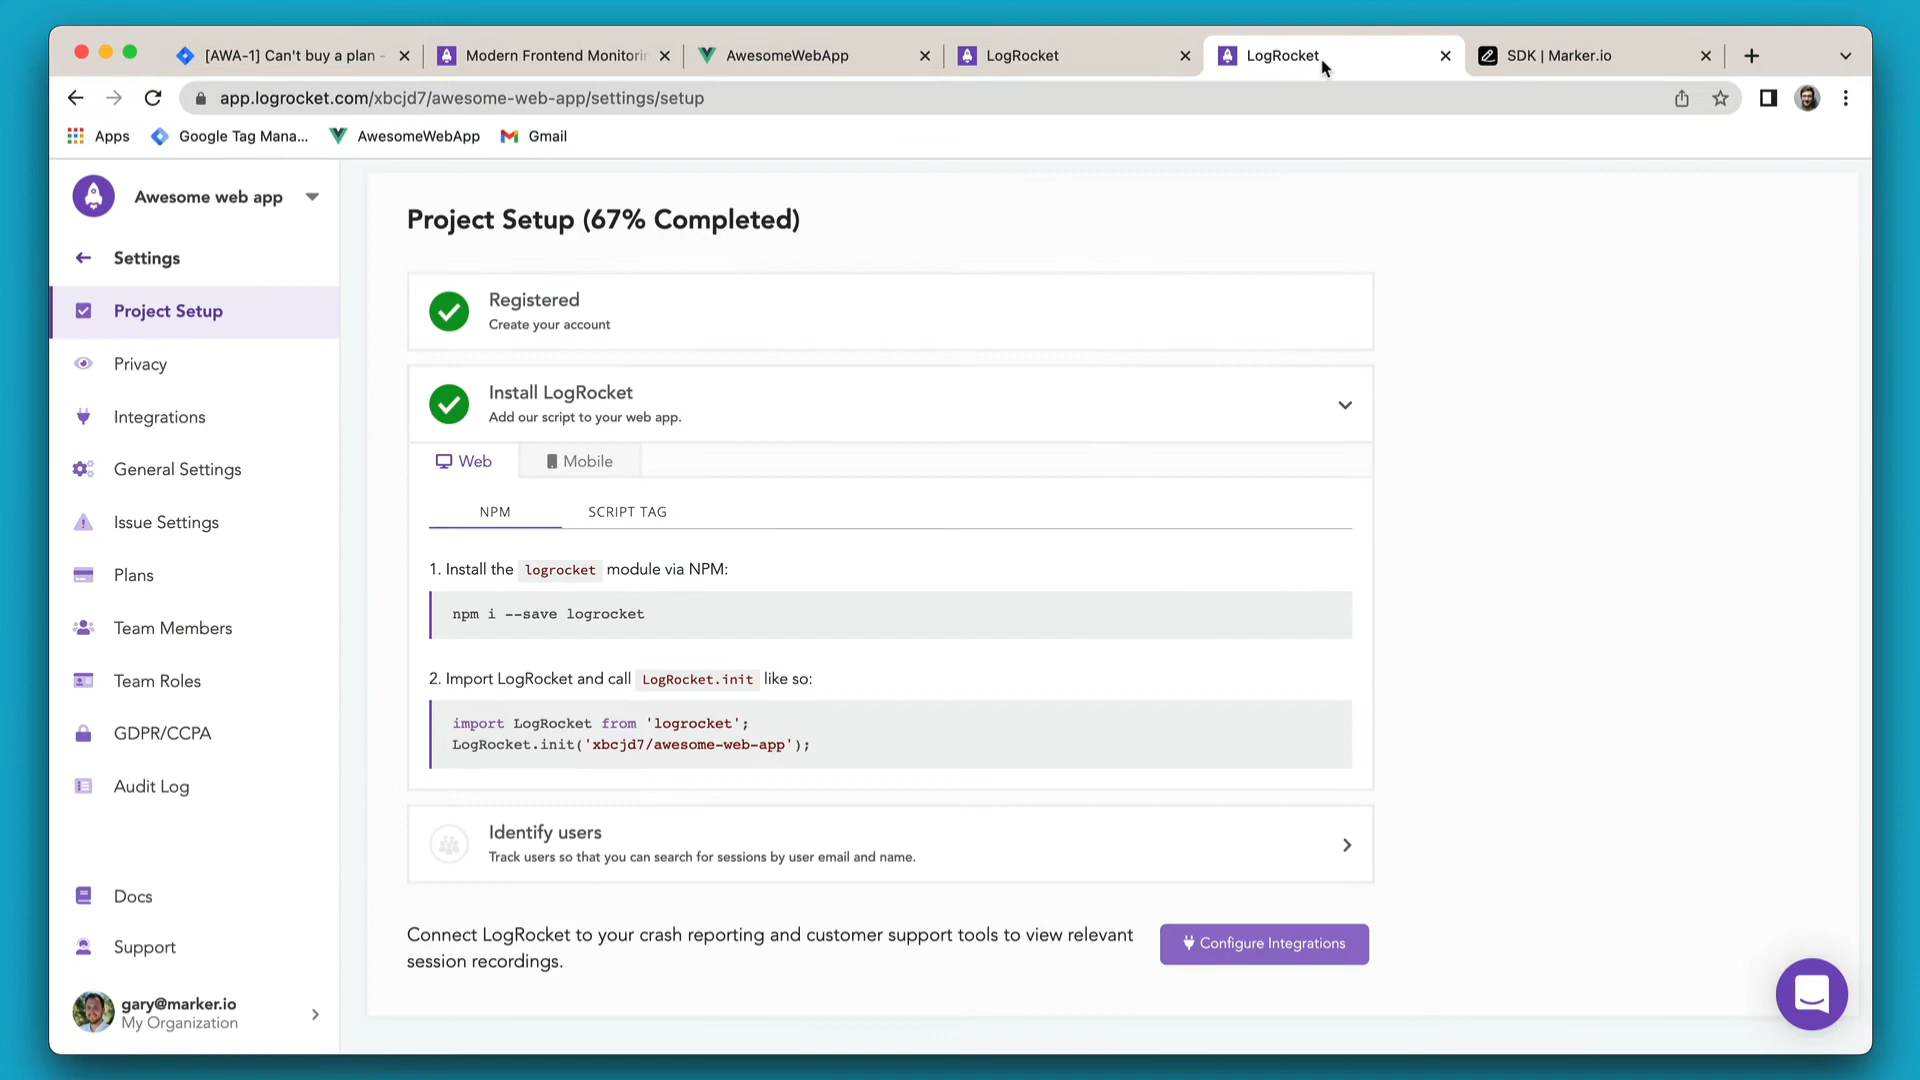 [AWA-1] Can't buy a plan -
Modern Frontend Monitorin
AwesomeWebApp
LogRocket
LogRocket
SDK | Marker.io
app.logrocket.com/xbcjd7/awesome-web-app/settings/setup
Apps
Google Tag Mana...
AwesomeWebApp
Gmail
Awesome web app
Settings
Project Setup
Privacy
Integrations
General Settings
Issue Settings
Plans
Team Members
Team Roles
GDPR/CCPA
Audit Log
Docs
Support
gary@marker.io
My Organization
Project Setup (67% Completed)
Registered
Create your account
Install LogRocket
Add our script to your web app.
Web
Mobile
NPM
SCRIPT TAG
1. Install the logrocket module via NPM:
npm i --save logrocket
2. Import LogRocket and call LogRocket.init like so:
import LogRocket from 'logrocket';
LogRocket.init('xbcjd7/awesome-web-app');
Identify users
Track users so that you can search for sessions by user email and name.
Connect LogRocket to your crash reporting and customer support tools to view relevant
session recordings.
Configure Integrations